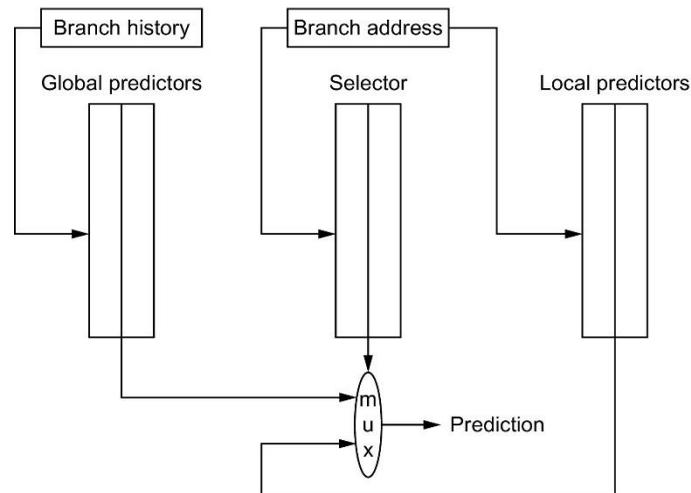 Branch history
Branch address
Global predictors
Selector
Local predictors
m
u
x
Prediction